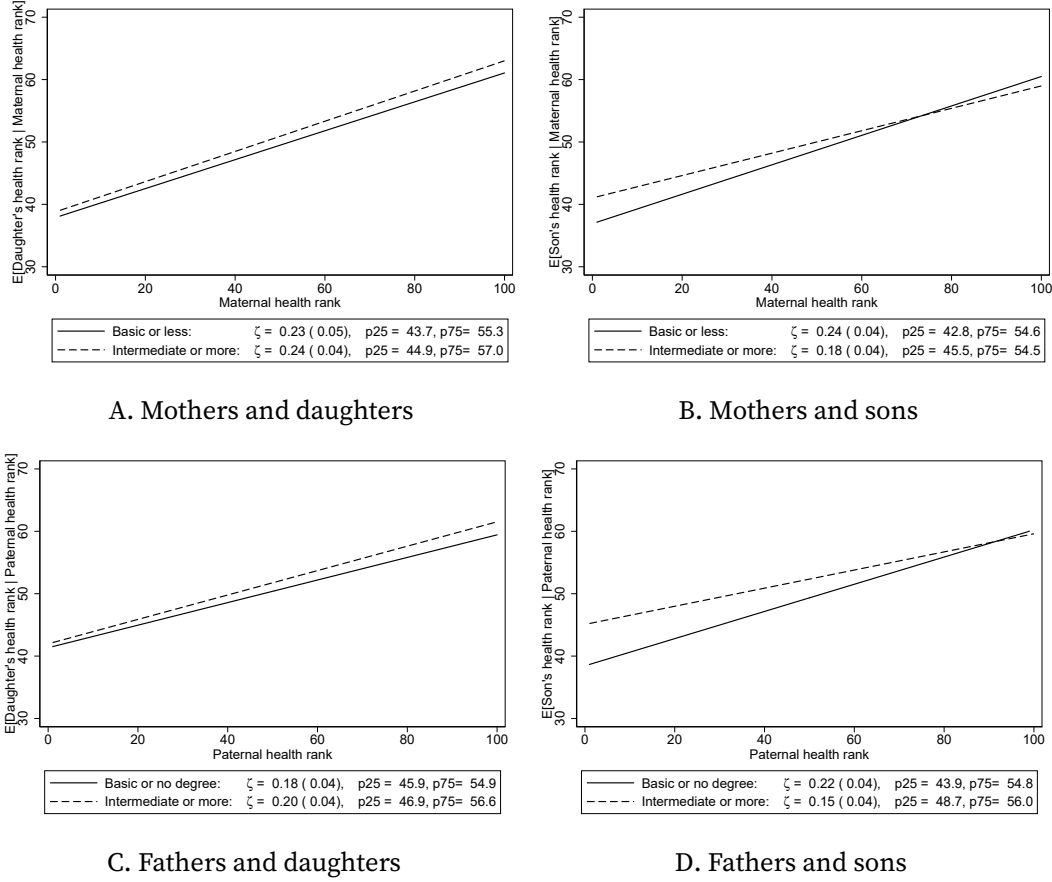 E[Daughter's health rank | Maternal health rank]
70
60
50
40
30
0 20 40 60 80 100
Maternal health rank
Basic or less: ζ = 0.23 ( 0.05), p25 = 43.7, p75= 55.3
Intermediate or more: ζ = 0.24 ( 0.04), p25 = 44.9, p75= 57.0
A. Mothers and daughters
E[Son's health rank | Maternal health rank]
70
60
50
40
30
0 20 40 60 80 100
Maternal health rank
Basic or less: ζ = 0.24 ( 0.04), p25 = 42.8, p75= 54.6
Intermediate or more: ζ = 0.18 ( 0.04), p25 = 45.5, p75= 54.5
B. Mothers and sons
E[Daughter's health rank | Paternal health rank]
70
60
50
40
30
0 20 40 60 80 100
Paternal health rank
Basic or no degree: ζ = 0.18 ( 0.04), p25 = 45.9, p75= 54.9
Intermediate or more: ζ = 0.20 ( 0.04), p25 = 46.9, p75= 56.6
C. Fathers and daughters
E[Son's health rank | Paternal health rank]
70
60
50
40
30
0 20 40 60 80 100
Paternal health rank
Basic or no degree: ζ = 0.22 ( 0.04), p25 = 43.9, p75= 54.8
Intermediate or more: ζ = 0.15 ( 0.04), p25 = 48.7, p75= 56.0
D. Fathers and sons